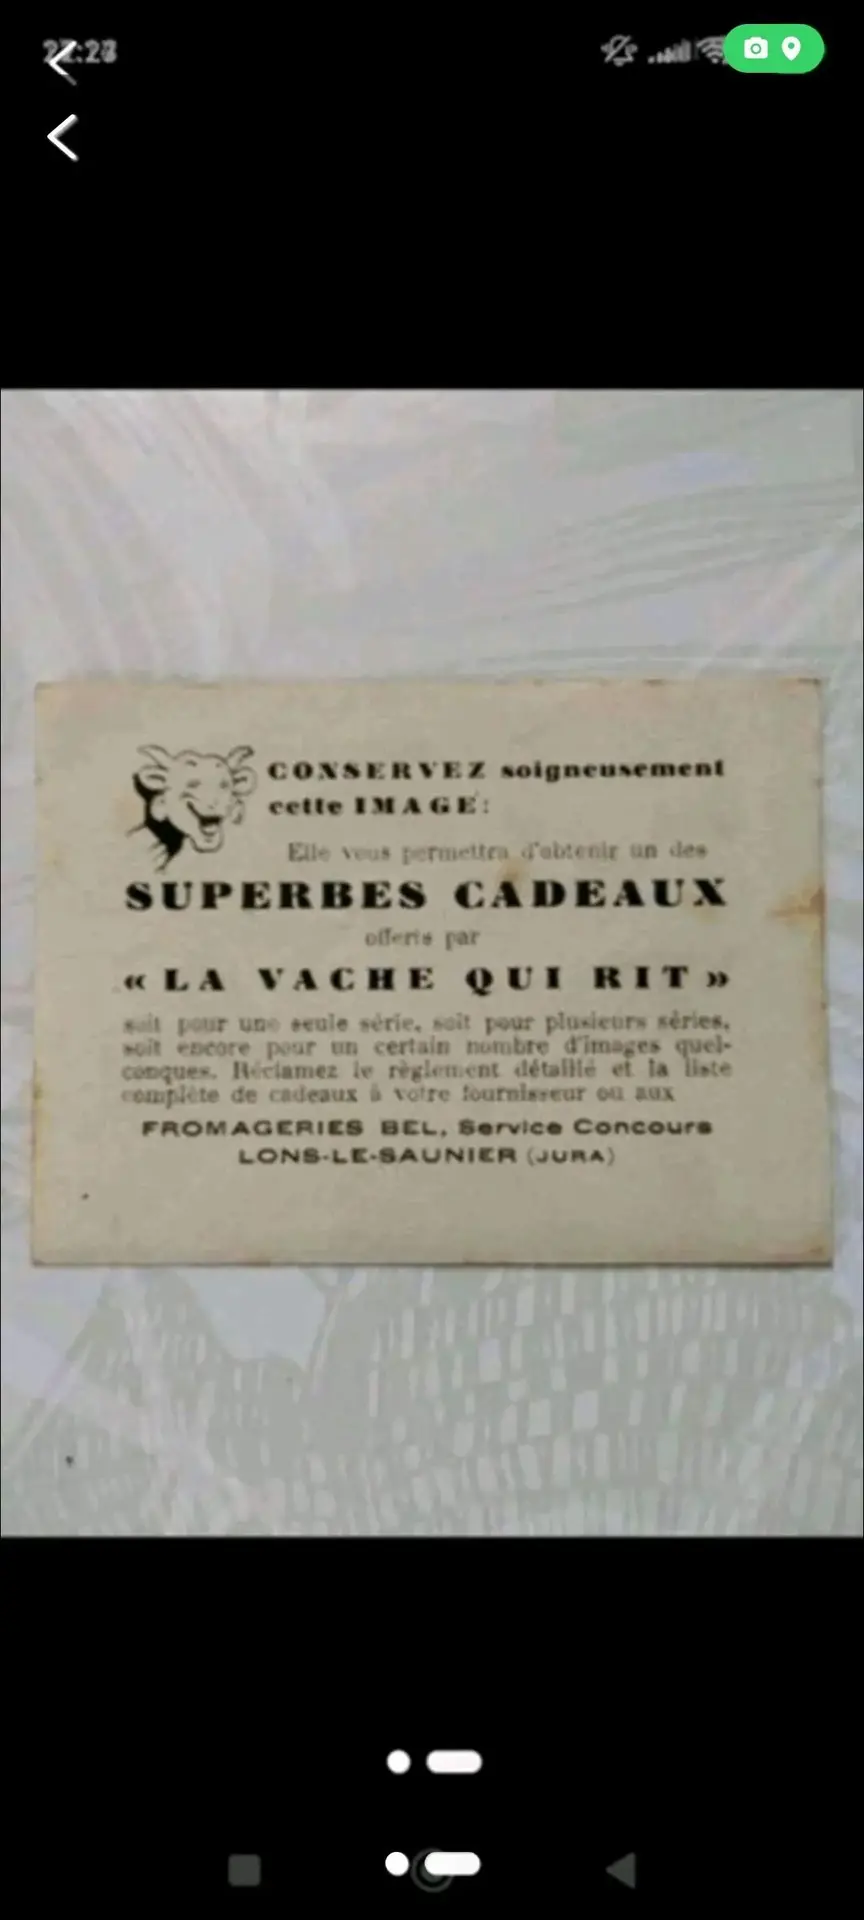 CONSERVEZ soigneusement
cette IMAGE:
Elle vous permettra d'obtenir un des
SUPERBES CADEAUX
offerts par
« LA VACHE QUI RIT »
soit pour une seule série, soit pour plusieurs séries,
soit encore pour un certain nombre d'images quel-
conques. Réclamez le règlement détaillé et la liste
complète de cadeaux à votre fournisseur ou aux
FROMAGERIES BEL, Service Concours
LONS-LE-SAUNIER (JURA)